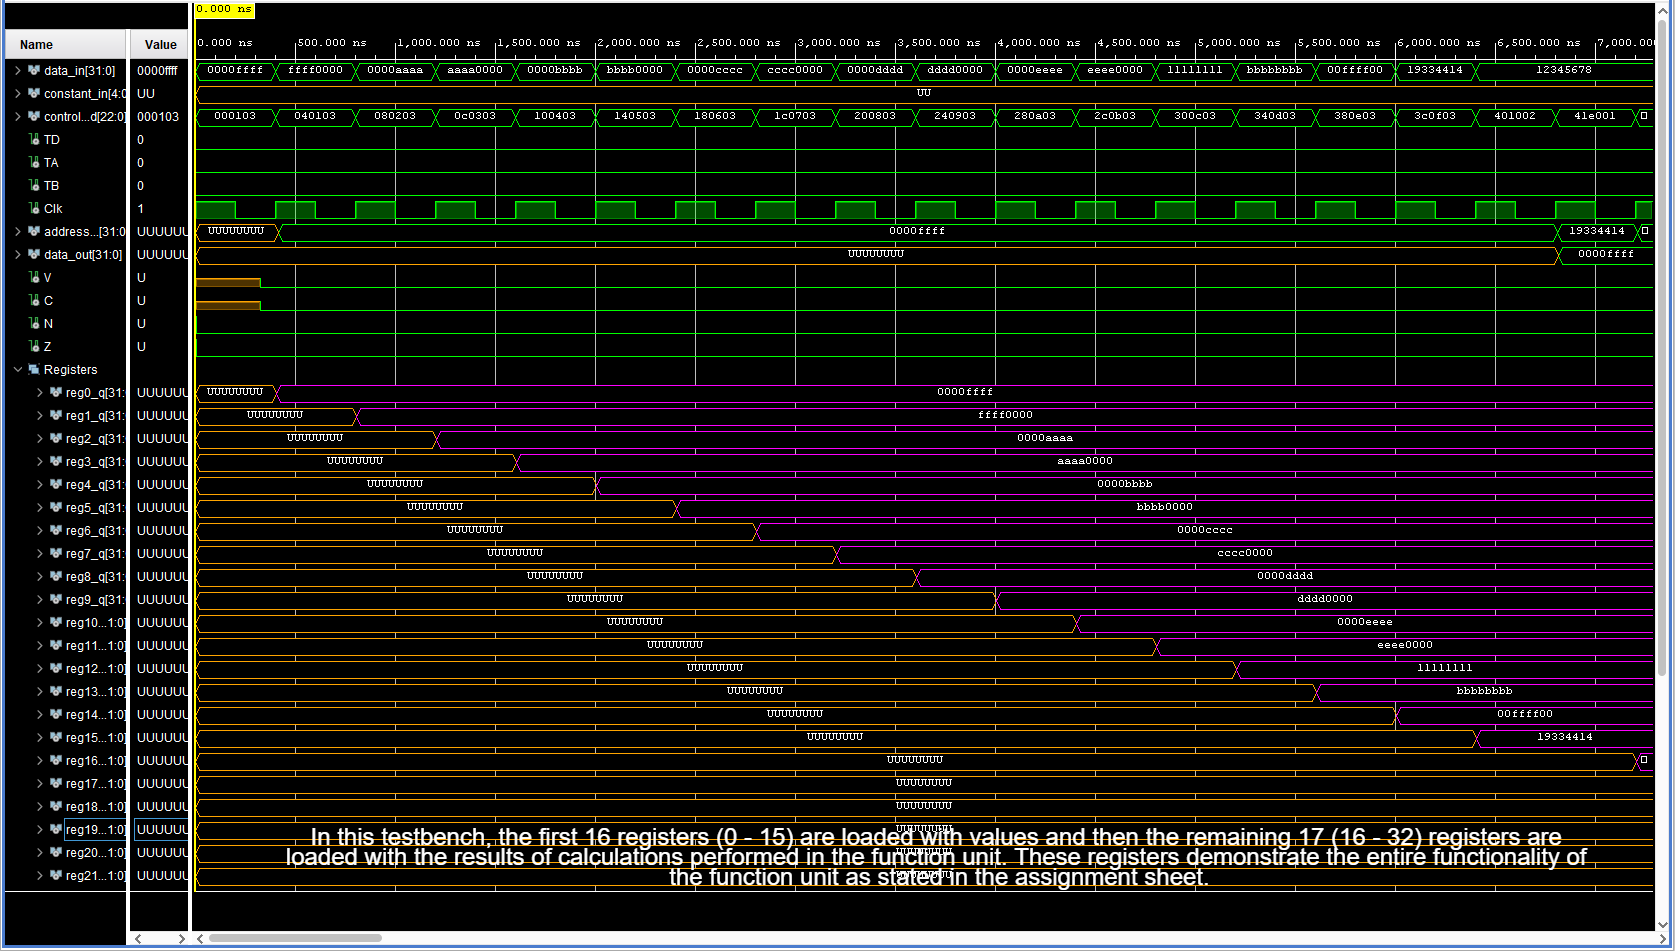 0.000 ns
Name Value 0.000 ns 500.000 ns 1,000.000 ns 1,500.000 ns 2,000.000 ns 2,500.000 ns 3,000.000 ns 3,500.000 ns 4,000.000 ns 4,500.000 ns 5,000.000 ns 5,500.000 ns 6,000.000 ns 6,500.000 ns 7,000.00
data_in[31:0] 0000ffff 0000ffff ffff0000 0000aaaa aaaa0000 0000bbbb bbbb0000 0000cccc cccc0000 0000dddd dddd0000 0000eeee eeee0000 11111111 bbbbbbbb 00ffff00 19334414 12345678
constant_in[4:0 UU UU
control...d[22:0] 000103 000103 040103 080203 0c0303 100403 140503 180603 1c0703 200803 240903 280a03 2c0b03 300c03 340d03 380e03 3c0f03 401002 41e001
TD 0
TA 0
TB 0
Clk 1
address...[31:0 UUUUUU UUUUUUUU 0000ffff 19334414
data_out[31:0] UUUUUU UUUUUUUU 0000ffff
V U
C U
N U
Z U
Registers
reg0_q[31: UUUUUU UUUUUUUU 0000ffff
reg1_q[31: UUUUUU UUUUUUUU ffff0000
reg2_q[31: UUUUUU UUUUUUUU 0000aaaa
reg3_q[31: UUUUUU UUUUUUUU aaaa0000
reg4_q[31: UUUUUU UUUUUUUU 0000bbbb
reg5_q[31: UUUUUU UUUUUUUU bbbb0000
reg6_q[31: UUUUUU UUUUUUUU 0000cccc
reg7_q[31: UUUUUU UUUUUUUU cccc0000
reg8_q[31: UUUUUU UUUUUUUU 0000dddd
reg9_q[31: UUUUUU UUUUUUUU dddd0000
reg10...1:0] UUUUUU UUUUUUUU 0000eeee
reg11...1:0] UUUUUU UUUUUUUU eeee0000
reg12...1:0] UUUUUU UUUUUUUU 11111111
reg13...1:0] UUUUUU UUUUUUUU bbbbbbbb
reg14...1:0] UUUUUU UUUUUUUU 00ffff00
reg15...1:0] UUUUUU UUUUUUUU 19334414
reg16...1:0] UUUUUU UUUUUUUU
reg17...1:0] UUUUUU UUUUUUUU
reg18...1:0] UUUUUU UUUUUUUU
reg19...1:0] UUUUUU UUUUUUUU
reg20...1:0] UUUUUU
reg21...1:0] UUUUUU UUUUUUUU
In this testbench, the first 16 registers (0 - 15) are loaded with values and then the remaining 17 (16 - 32) registers are
loaded with the results of calculations performed in the function unit. These registers demonstrate the entire functionality of
the function unit as stated in the assignment sheet.